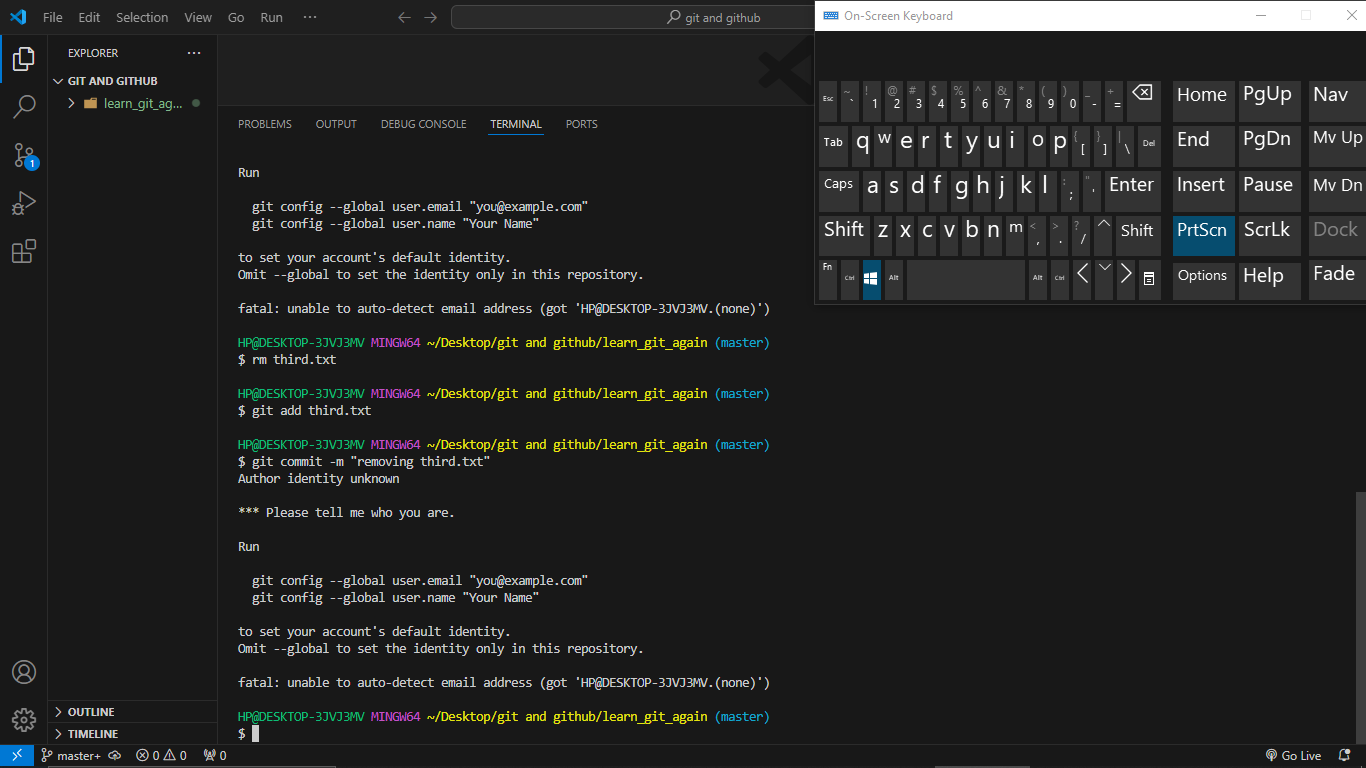 File Edit Selection View Go Run ··· git and github
On-Screen Keyboard
EXPLORER ···
GIT AND GITHUB
learn_git_ag...
1
PROBLEMS OUTPUT DEBUG CONSOLE TERMINAL PORTS
Run
git config --global user.email "you@example.com"
git config --global user.name "Your Name"
to set your account's default identity.
Omit --global to set the identity only in this repository.
fatal: unable to auto-detect email address (got 'HP@DESKTOP-3JVJ3MV.(none)')
HP@DESKTOP-3JVJ3MV MINGW64 ~/Desktop/git and github/learn_git_again (master)
$ rm third.txt
HP@DESKTOP-3JVJ3MV MINGW64 ~/Desktop/git and github/learn_git_again (master)
$ git add third.txt
HP@DESKTOP-3JVJ3MV MINGW64 ~/Desktop/git and github/learn_git_again (master)
$ git commit -m "removing third.txt"
Author identity unknown
*** Please tell me who you are.
Run
git config --global user.email "you@example.com"
git config --global user.name "Your Name"
to set your account's default identity.
Omit --global to set the identity only in this repository.
fatal: unable to auto-detect email address (got 'HP@DESKTOP-3JVJ3MV.(none)')
HP@DESKTOP-3JVJ3MV MINGW64 ~/Desktop/git and github/learn_git_again (master)
$
Esc ~ ` ! 1 @ 2 # 3 $ 4 % 5 ^ 6 & 7 * 8 ( 9 ) 0 _ - + = Home PgUp Nav
Tab q w e r t y u i o p { [ } ] | \ Del End PgDn Mv Up
Caps a s d f g h j k l : ; " ' Enter Insert Pause Mv Dn
Shift z x c v b n m < , > . ? / ^ Shift PrtScn ScrLk Dock
Fn Ctrl Alt Alt Ctrl Options Help Fade
OUTLINE
TIMELINE
master+ 0 0 0 Go Live